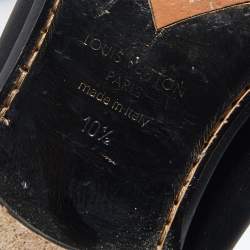 LOUIS VUITTON
PARIS
made in Italy
10½